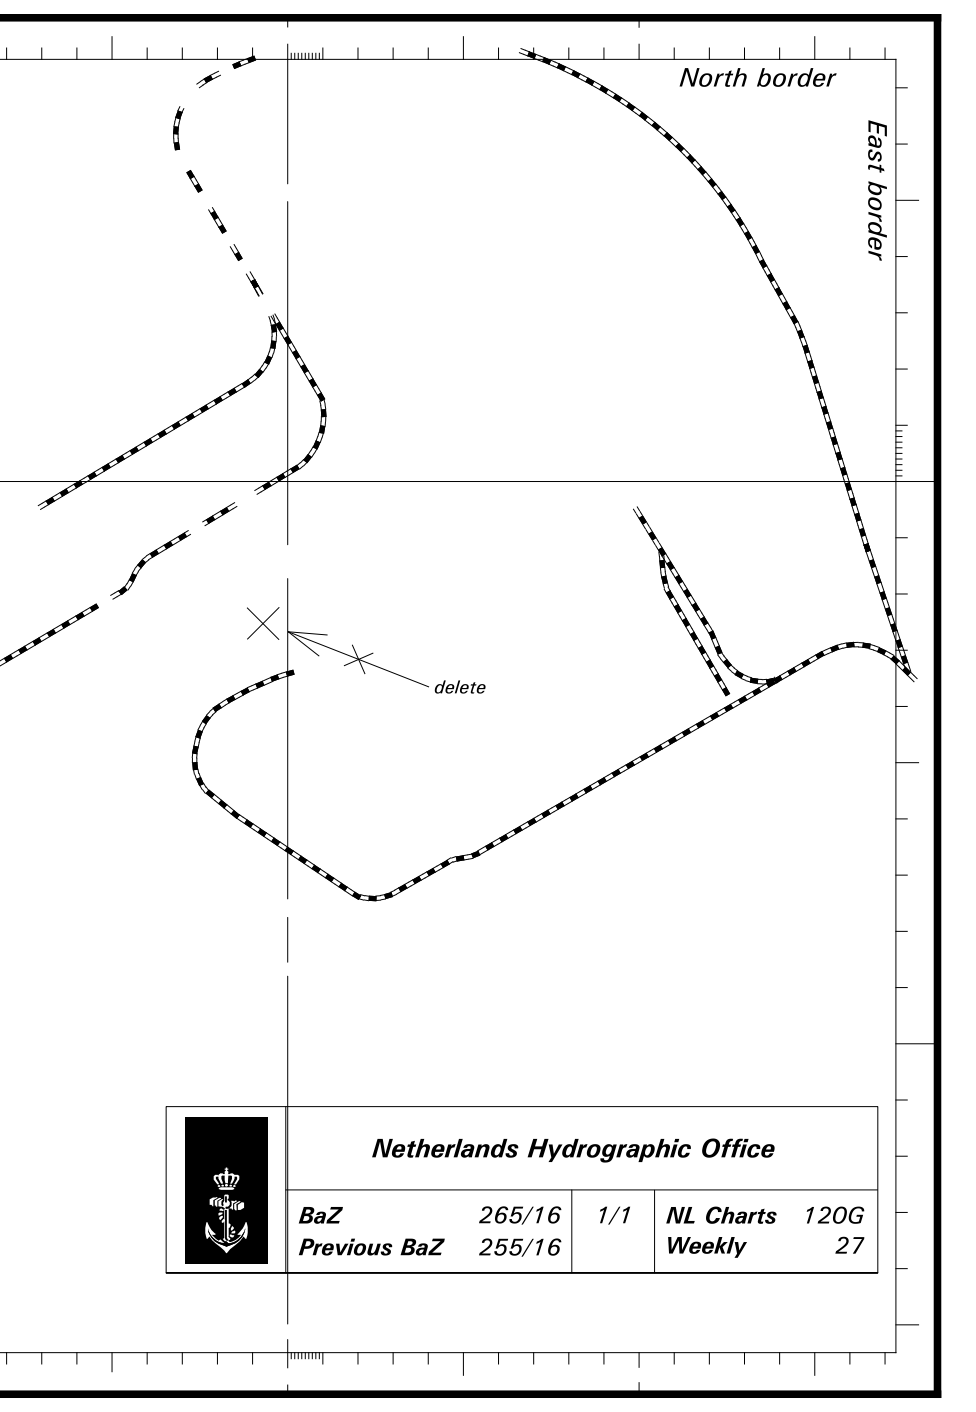 North border
East border
delete
Netherlands Hydrographic Office
BaZ 265/16 1/1 NL Charts 120G
Previous BaZ 255/16 Weekly 27